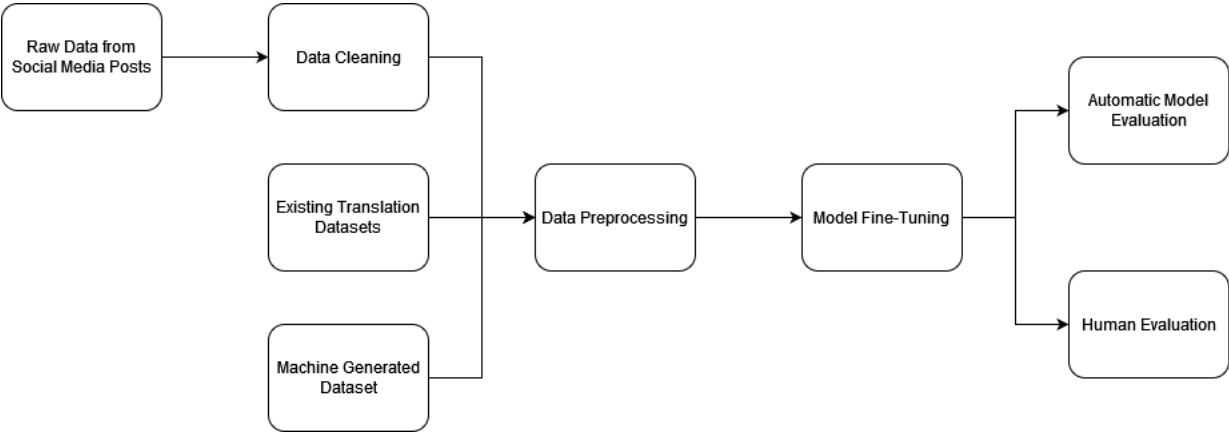 Raw Data from
Social Media Posts
Data Cleaning
Existing Translation
Datasets
Machine Generated
Dataset
Data Preprocessing
Model Fine-Tuning
Automatic Model
Evaluation
Human Evaluation